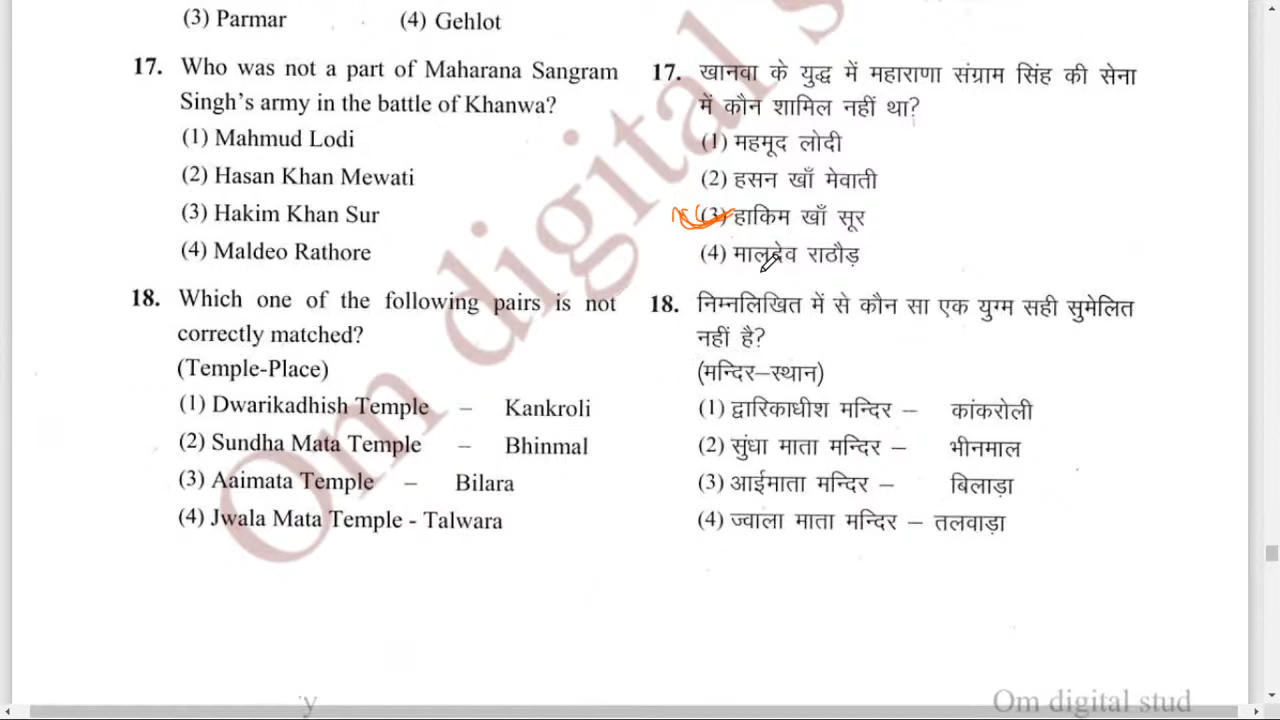 (3) Parmar (4) Gehlot
17. Who was not a part of Maharana Sangram
Singh's army in the battle of Khanwa?
(1) Mahmud Lodi
(2) Hasan Khan Mewati
(3) Hakim Khan Sur
(4) Maldeo Rathore
18. Which one of the following pairs is not
correctly matched?
(Temple-Place)
(1) Dwarikadhish Temple – Kankroli
(2) Sundha Mata Temple – Bhinmal
(3) Aaimata Temple – Bilara
(4) Jwala Mata Temple - Talwara
17. खानवा के युद्ध में महाराणा संग्राम सिंह की सेना
में कौन शामिल नहीं था?
(1) महमूद लोदी
(2) हसन खाँ मेवाती
(3) हाकिम खाँ सूर
(4) मालदेव राठौड़
18. निम्नलिखित में से कौन सा एक युग्म सही सुमेलित
नहीं है?
(मन्दिर–स्थान)
(1) द्वारिकाधीश मन्दिर – कांकरोली
(2) सुंधा माता मन्दिर – भीनमाल
(3) आईमाता मन्दिर – बिलाड़ा
(4) ज्वाला माता मन्दिर – तलवाड़ा
Om digital s
y
Om digital stud